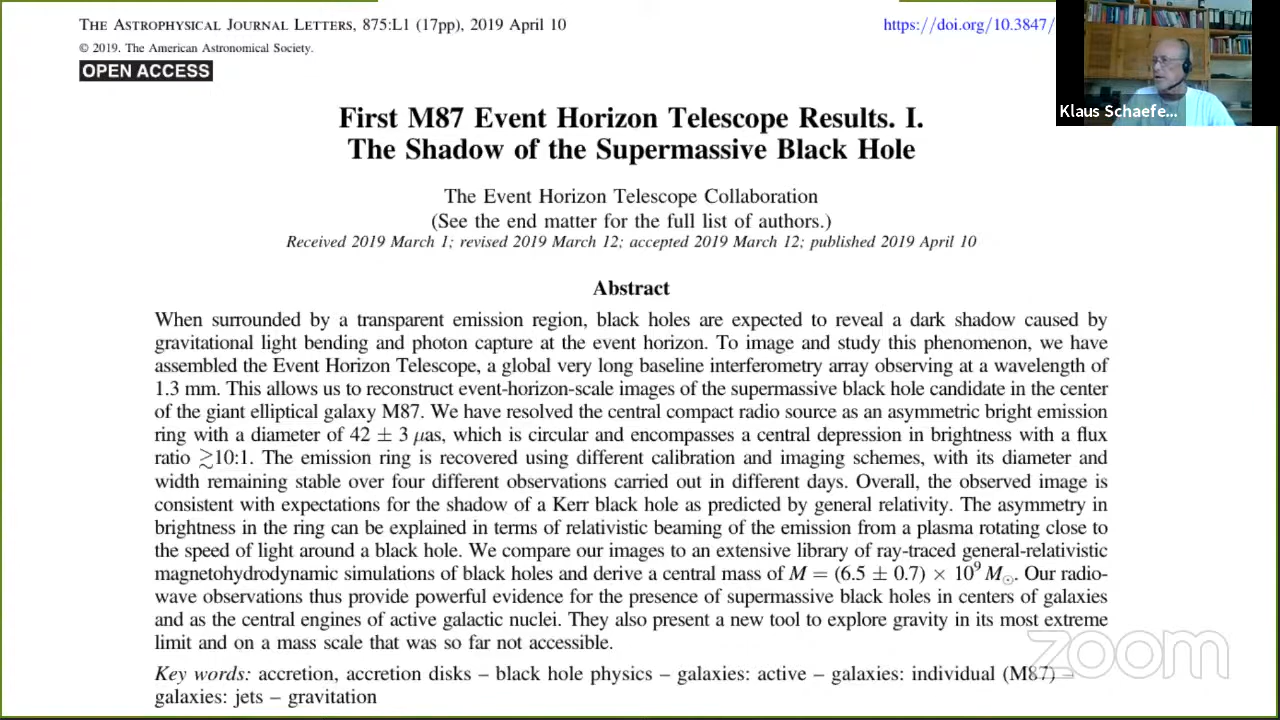 THE ASTROPHYSICAL JOURNAL LETTERS, 875:L1 (17pp), 2019 April 10
https://doi.org/10.3847/
© 2019. The American Astronomical Society.
OPEN ACCESS
Klaus Schaefe...
First M87 Event Horizon Telescope Results. I.
The Shadow of the Supermassive Black Hole
The Event Horizon Telescope Collaboration
(See the end matter for the full list of authors.)
Received 2019 March 1; revised 2019 March 12; accepted 2019 March 12; published 2019 April 10
Abstract
When surrounded by a transparent emission region, black holes are expected to reveal a dark shadow caused by
gravitational light bending and photon capture at the event horizon. To image and study this phenomenon, we have
assembled the Event Horizon Telescope, a global very long baseline interferometry array observing at a wavelength of
1.3 mm. This allows us to reconstruct event-horizon-scale images of the supermassive black hole candidate in the center
of the giant elliptical galaxy M87. We have resolved the central compact radio source as an asymmetric bright emission
ring with a diameter of 42 ± 3 μas, which is circular and encompasses a central depression in brightness with a flux
ratio ≳10:1. The emission ring is recovered using different calibration and imaging schemes, with its diameter and
width remaining stable over four different observations carried out in different days. Overall, the observed image is
consistent with expectations for the shadow of a Kerr black hole as predicted by general relativity. The asymmetry in
brightness in the ring can be explained in terms of relativistic beaming of the emission from a plasma rotating close to
the speed of light around a black hole. We compare our images to an extensive library of ray-traced general-relativistic
magnetohydrodynamic simulations of black holes and derive a central mass of M = (6.5 ± 0.7) × 10⁹ M☉. Our radio-
wave observations thus provide powerful evidence for the presence of supermassive black holes in centers of galaxies
and as the central engines of active galactic nuclei. They also present a new tool to explore gravity in its most extreme
limit and on a mass scale that was so far not accessible.
Key words: accretion, accretion disks – black hole physics – galaxies: active – galaxies: individual (M87) –
galaxies: jets – gravitation
zoom